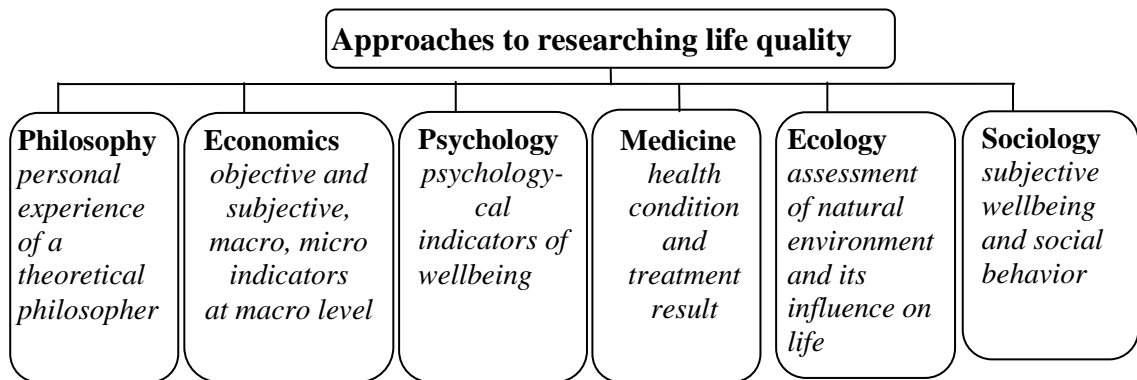 Approaches to researching life quality
Philosophy
personal
experience
of a
theoretical
philosopher
Economics
objective and
subjective,
macro, micro
indicators
at macro level
Psychology
psychology-
cal
indicators of
wellbeing
Medicine
health
condition
and
treatment
result
Ecology
assessment
of natural
environment
and its
influence on
life
Sociology
subjective
wellbeing
and social
behavior